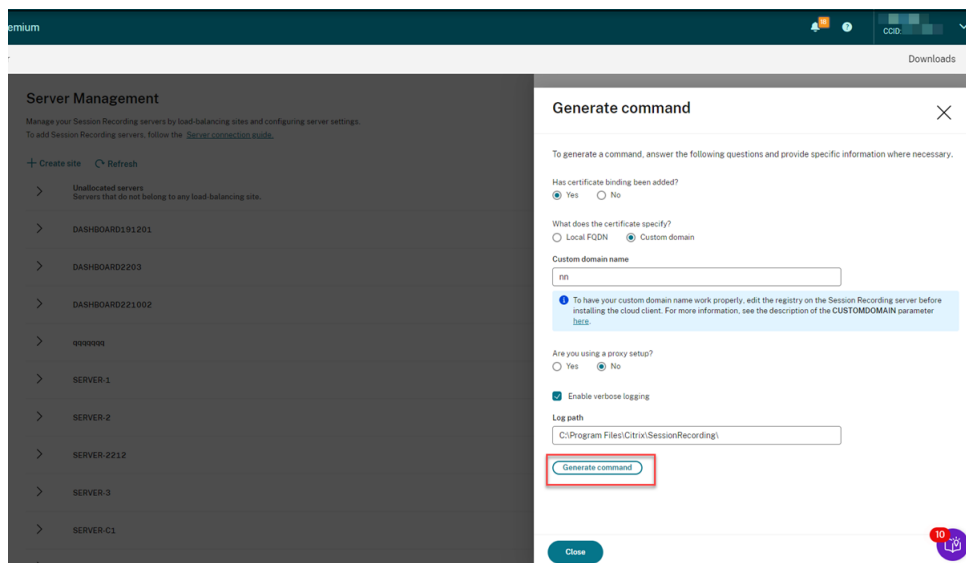 emium
CCID:
Downloads
Server Management
Manage your Session Recording servers by load-balancing sites and configuring server settings.
To add Session Recording servers, follow the Server connection guide.
+ Create site Refresh
Unallocated servers
Servers that do not belong to any load-balancing site.
DASHBOARD191201
DASHBOARD2203
DASHBOARD221002
qqqqqqq
SERVER-1
SERVER-2
SERVER-2212
SERVER-3
SERVER-C1
Generate command
To generate a command, answer the following questions and provide specific information where necessary.
Has certificate binding been added?
Yes No
What does the certificate specify?
Local FQDN Custom domain
Custom domain name
nn
To have your custom domain name work properly, edit the registry on the Session Recording server before
installing the cloud client. For more information, see the description of the CUSTOMDOMAIN parameter
here.
Are you using a proxy setup?
Yes No
Enable verbose logging
Log path
C:\Program Files\Citrix\SessionRecording\
Generate command
Close
10